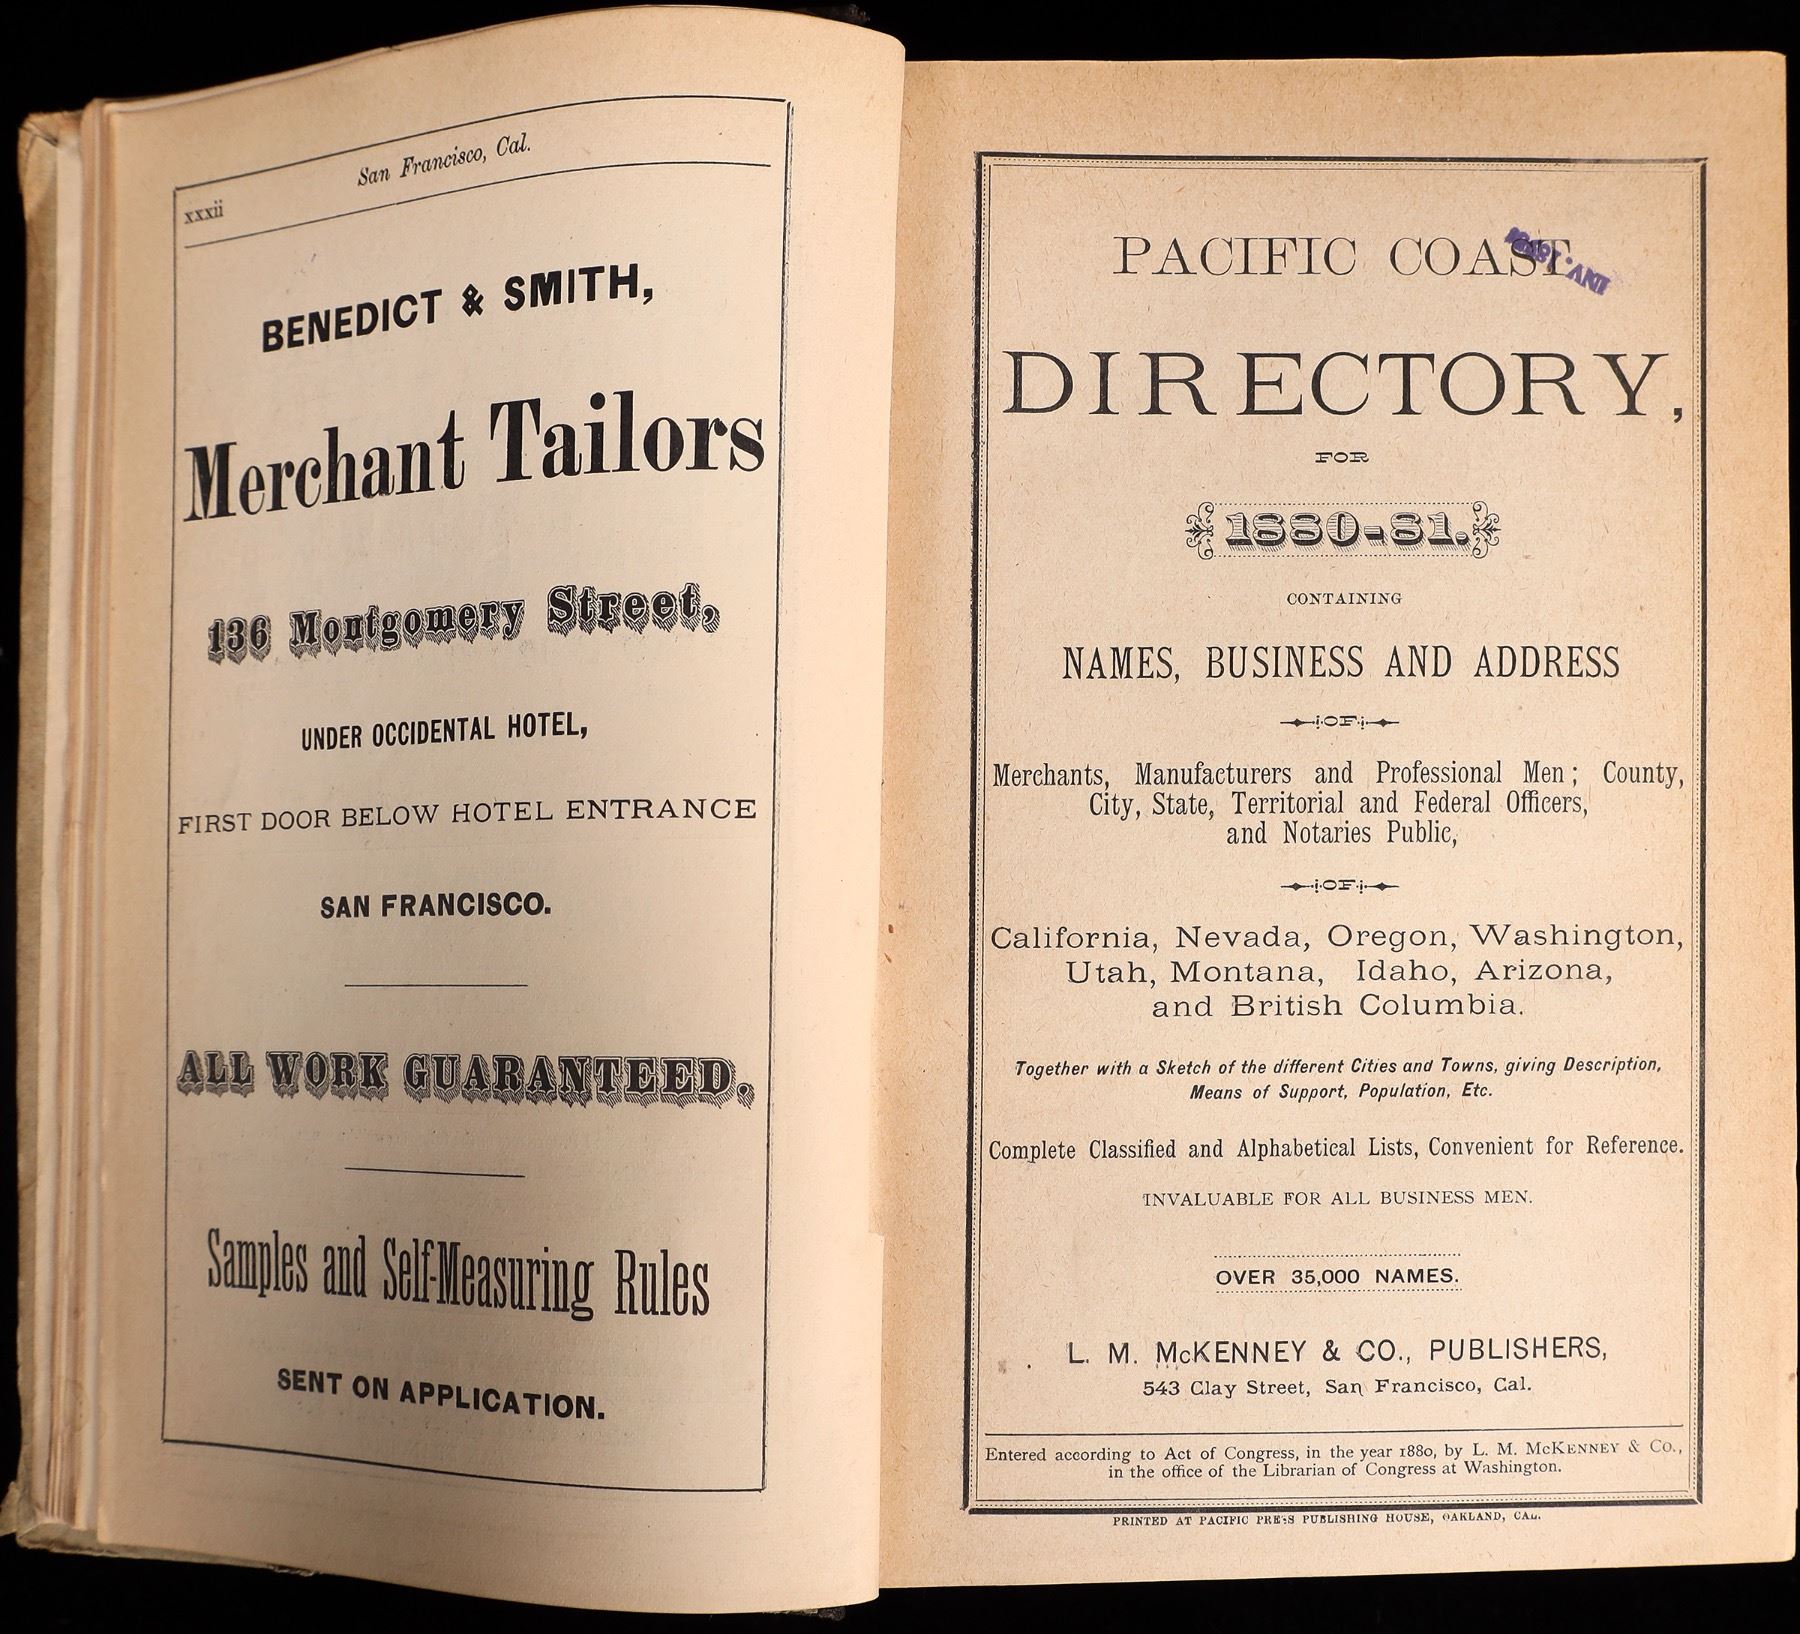 San Francisco, Cal.
xxxii
BENEDICT & SMITH,
Merchant Tailors
136 Montgomery Street,
UNDER OCCIDENTAL HOTEL,
FIRST DOOR BELOW HOTEL ENTRANCE
SAN FRANCISCO.
ALL WORK GUARANTEED.
Samples and Self-Measuring Rules
SENT ON APPLICATION.
PACIFIC COAST
DIRECTORY,
FOR
1880-81.
CONTAINING
NAMES, BUSINESS AND ADDRESS
OF
Merchants, Manufacturers and Professional Men; County,
City, State, Territorial and Federal Officers,
and Notaries Public,
OF
California, Nevada, Oregon, Washington,
Utah, Montana, Idaho, Arizona,
and British Columbia.
Together with a Sketch of the different Cities and Towns, giving Description,
Means of Support, Population, Etc.
Complete Classified and Alphabetical Lists, Convenient for Reference.
INVALUABLE FOR ALL BUSINESS MEN.
OVER 35,000 NAMES.
L. M. McKENNEY & CO., PUBLISHERS,
543 Clay Street, San Francisco, Cal.
Entered according to Act of Congress, in the year 1880, by L. M. McKENNEY & Co.,
in the office of the Librarian of Congress at Washington.
PRINTED AT PACIFIC PRESS PUBLISHING HOUSE, OAKLAND, CAL.